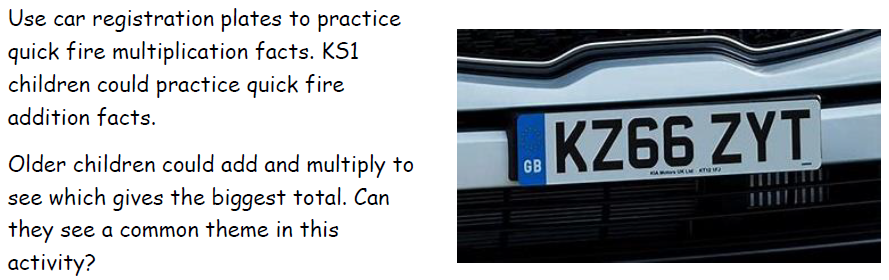 Use car registration plates to practice
quick fire multiplication facts. KS1
children could practice quick fire
addition facts.
Older children could add and multiply to
see which gives the biggest total. Can
they see a common theme in this
activity?
GB KZ66 ZYT